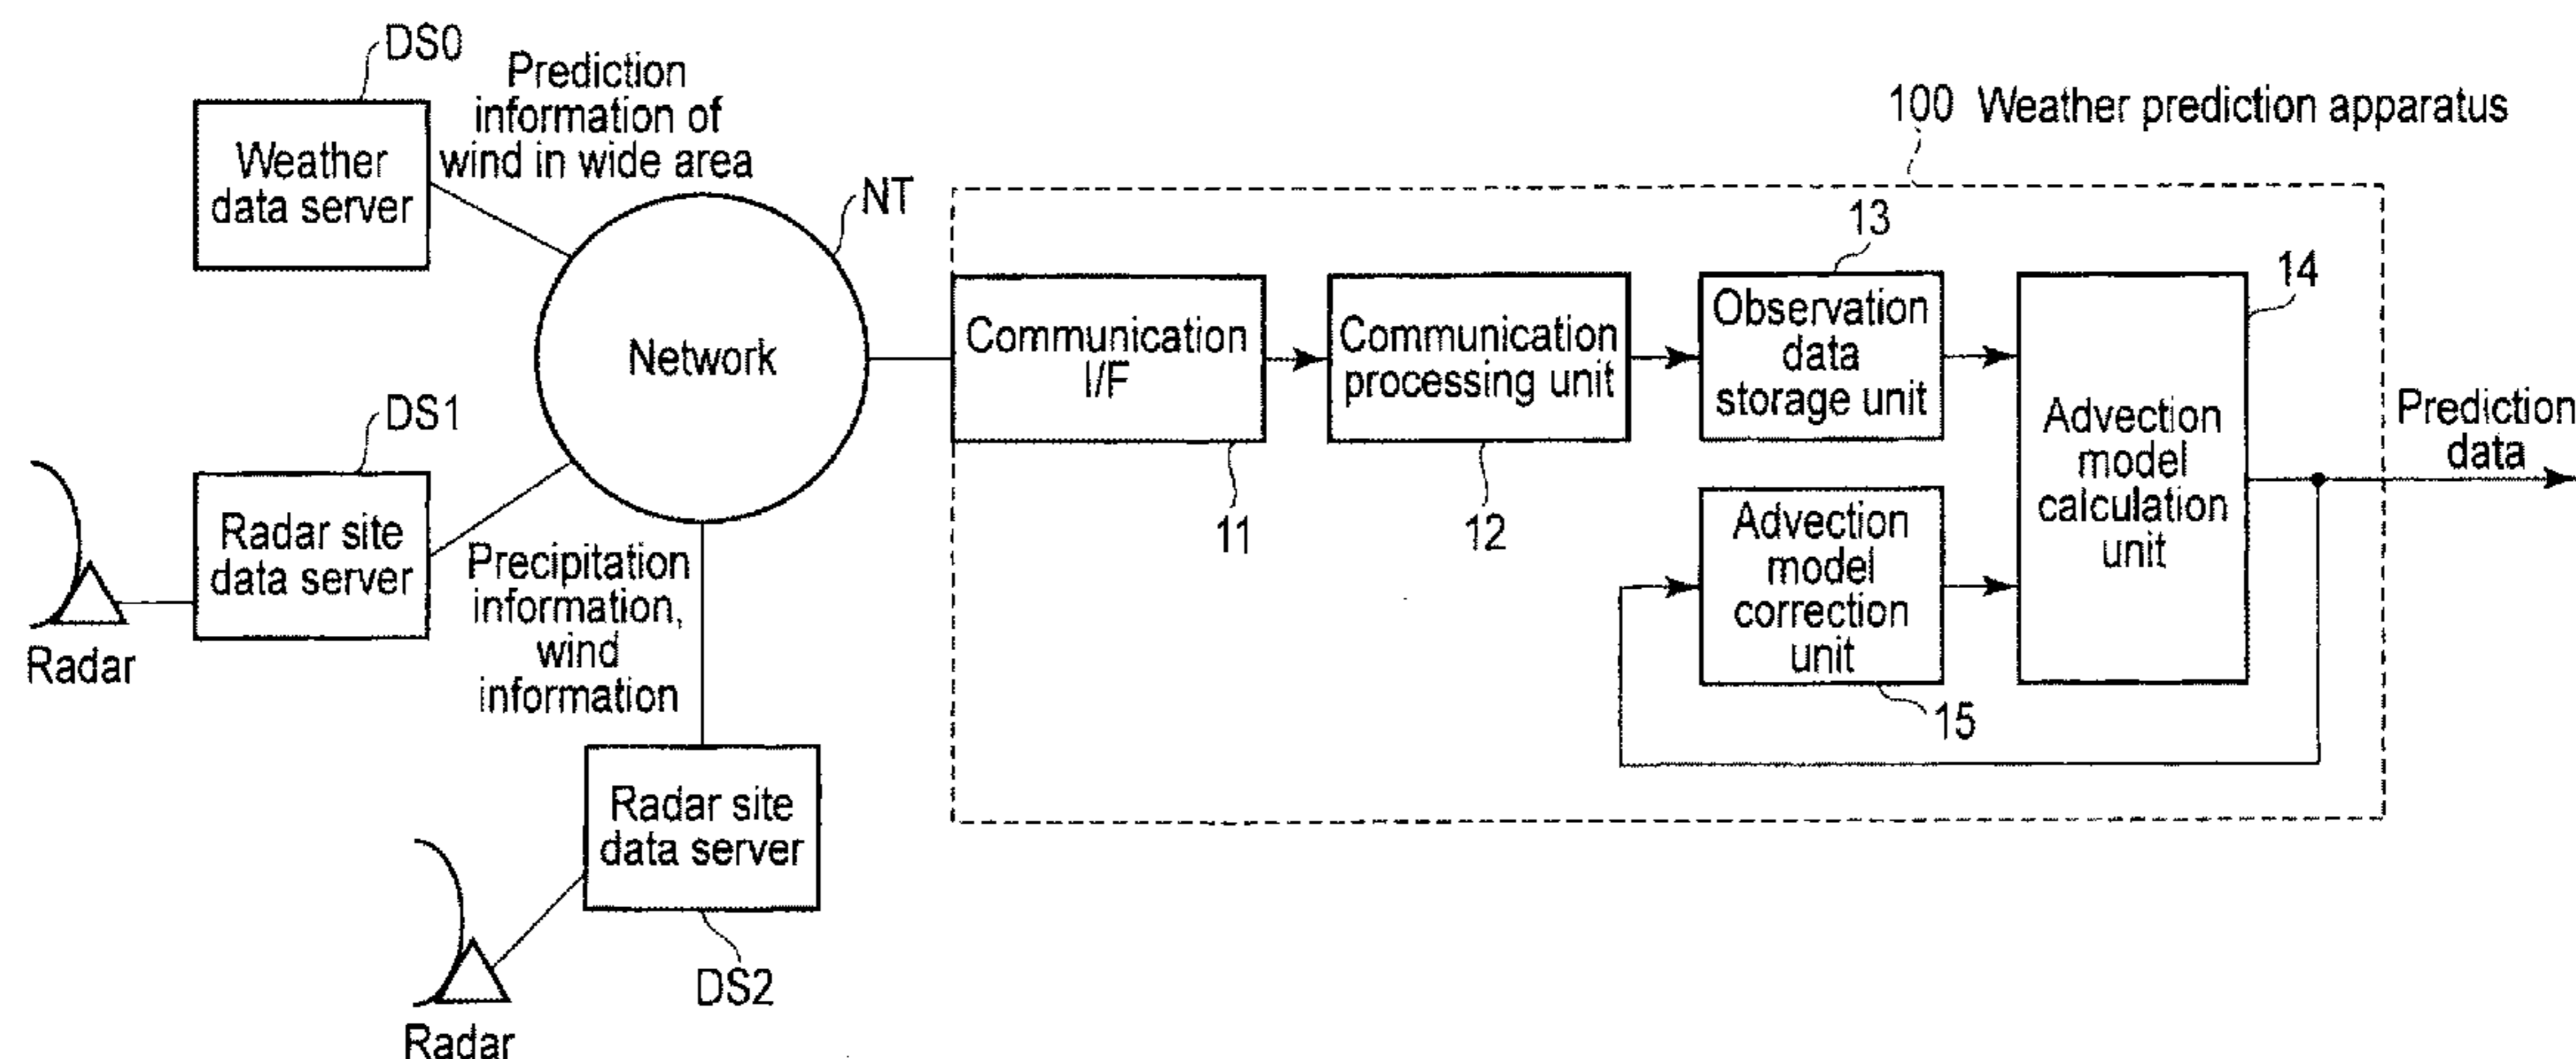 DS0
Prediction
information of
wind in wide area
Weather
data server
NT
Network
DS1
Radar site
data server
Radar
Precipitation
information,
wind
information
Radar site
data server
DS2
Radar
100 Weather prediction apparatus
Communication
I/F
11
Communication
processing unit
12
13
Observation
data
storage unit
14
Advection
model
calculation
unit
Advection
model
correction
unit
15
Prediction
data